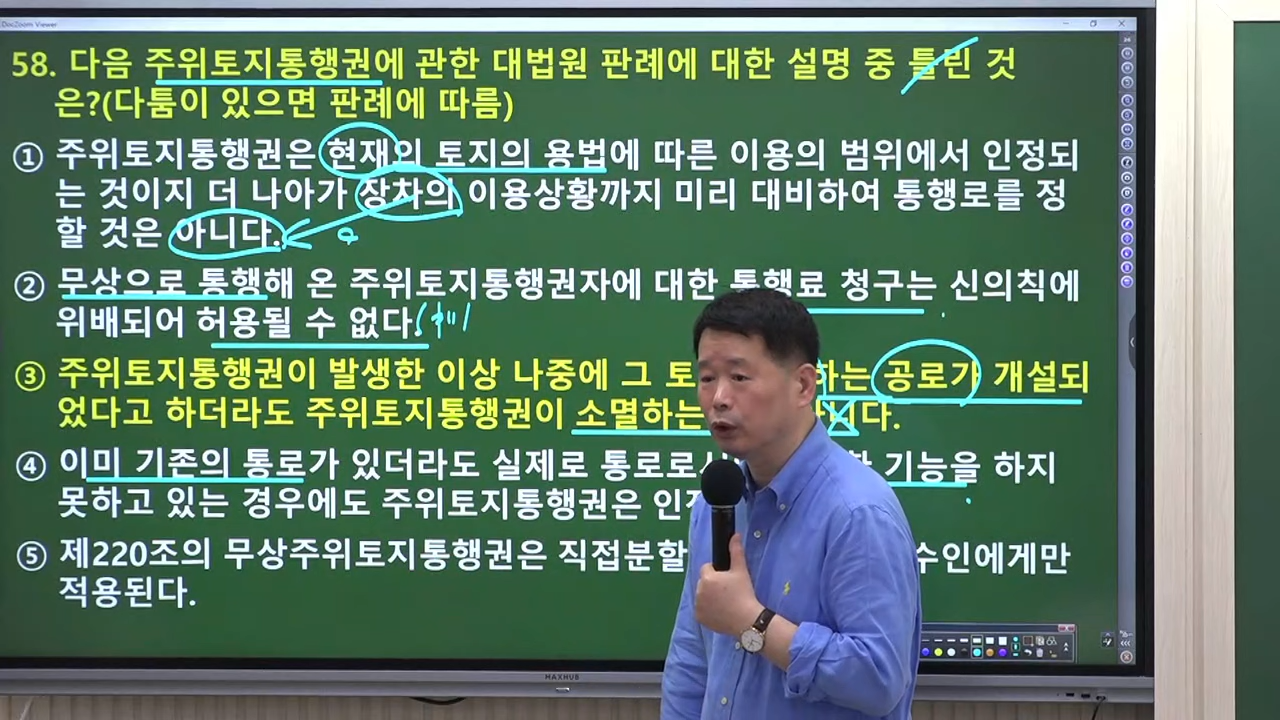 DocZoom Viewer
58. 다음 주위토지통행권에 관한 대법원 판례에 대한 설명 중 틀린 것
은?(다툼이 있으면 판례에 따름)
① 주위토지통행권은 현재의 토지의 용법에 따른 이용의 범위에서 인정되
는 것이지 더 나아가 장차의 이용상황까지 미리 대비하여 통행로를 정
할 것은 아니다.
② 무상으로 통행해 온 주위토지통행권자에 대한 통행료 청구는 신의칙에
위배되어 허용될 수 없다.
③ 주위토지통행권이 발생한 이상 나중에 그 토 하는 공로가 개설되
었다고 하더라도 주위토지통행권이 소멸하는 아니다.
④ 이미 기존의 통로가 있더라도 실제로 통로로서 기능을 하지
못하고 있는 경우에도 주위토지통행권은 인정
⑤ 제220조의 무상주위토지통행권은 직접분할 수인에게만
적용된다.
MAXHUB